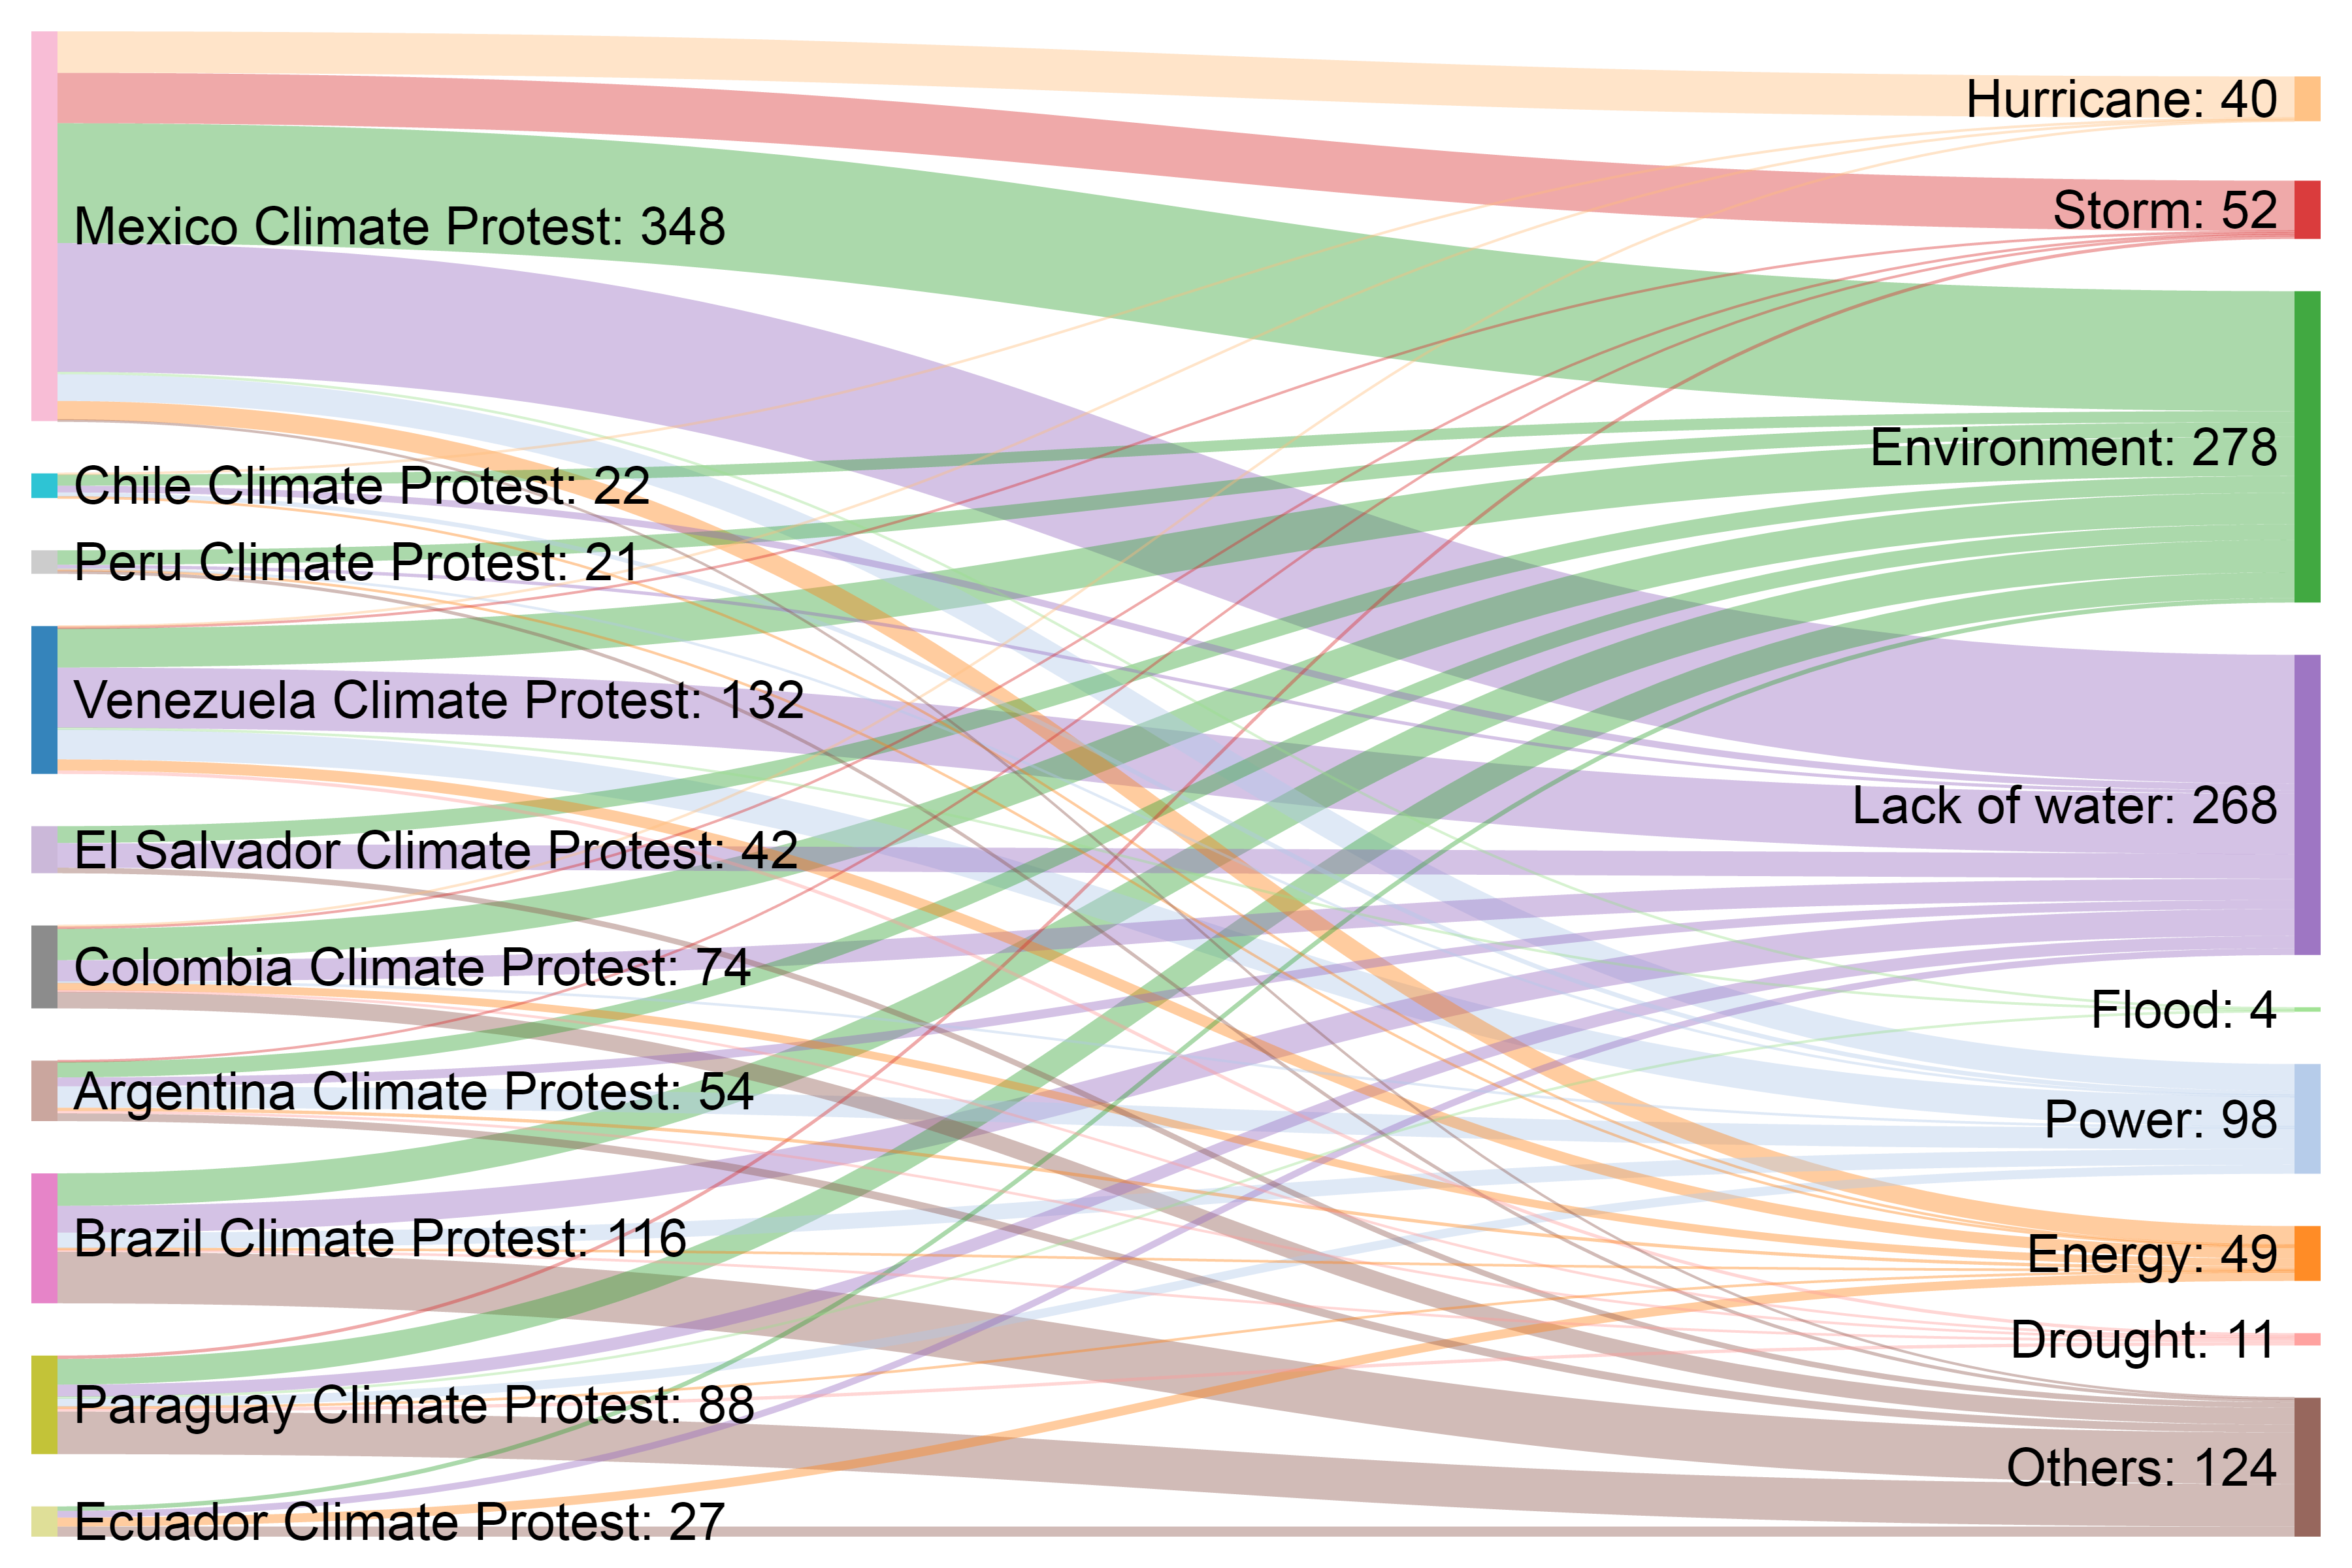 Mexico Climate Protest: 348
Chile Climate Protest: 22
Peru Climate Protest: 21
Venezuela Climate Protest: 132
El Salvador Climate Protest: 42
Colombia Climate Protest: 74
Argentina Climate Protest: 54
Brazil Climate Protest: 116
Paraguay Climate Protest: 88
Ecuador Climate Protest: 27
Hurricane: 40
Storm: 52
Environment: 278
Lack of water: 268
Flood: 4
Power: 98
Energy: 49
Drought: 11
Others: 124